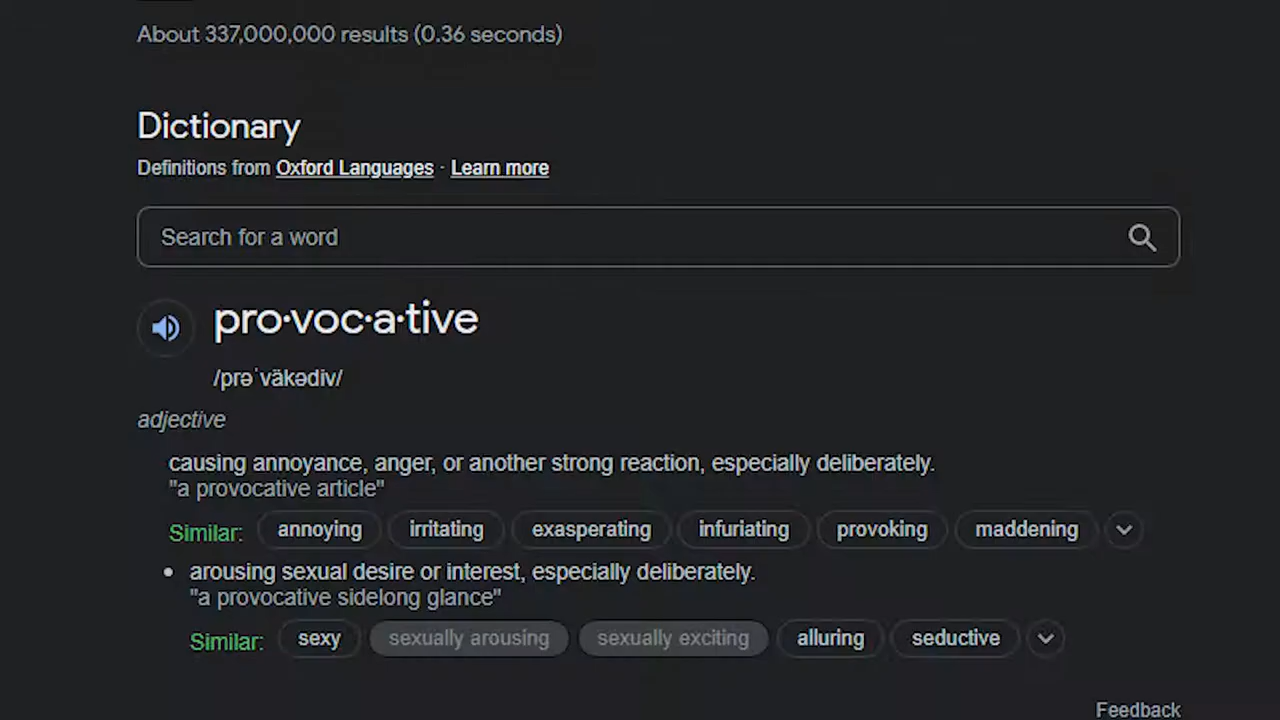 About 337,000,000 results (0.36 seconds)
Dictionary
Definitions from Oxford Languages · Learn more
Search for a word
pro·voc·a·tive
/prəˈväkədiv/
adjective
causing annoyance, anger, or another strong reaction, especially deliberately.
"a provocative article"
Similar: annoying irritating exasperating infuriating provoking maddening
• arousing sexual desire or interest, especially deliberately.
"a provocative sidelong glance"
Similar: sexy sexually arousing sexually exciting alluring seductive
Feedback